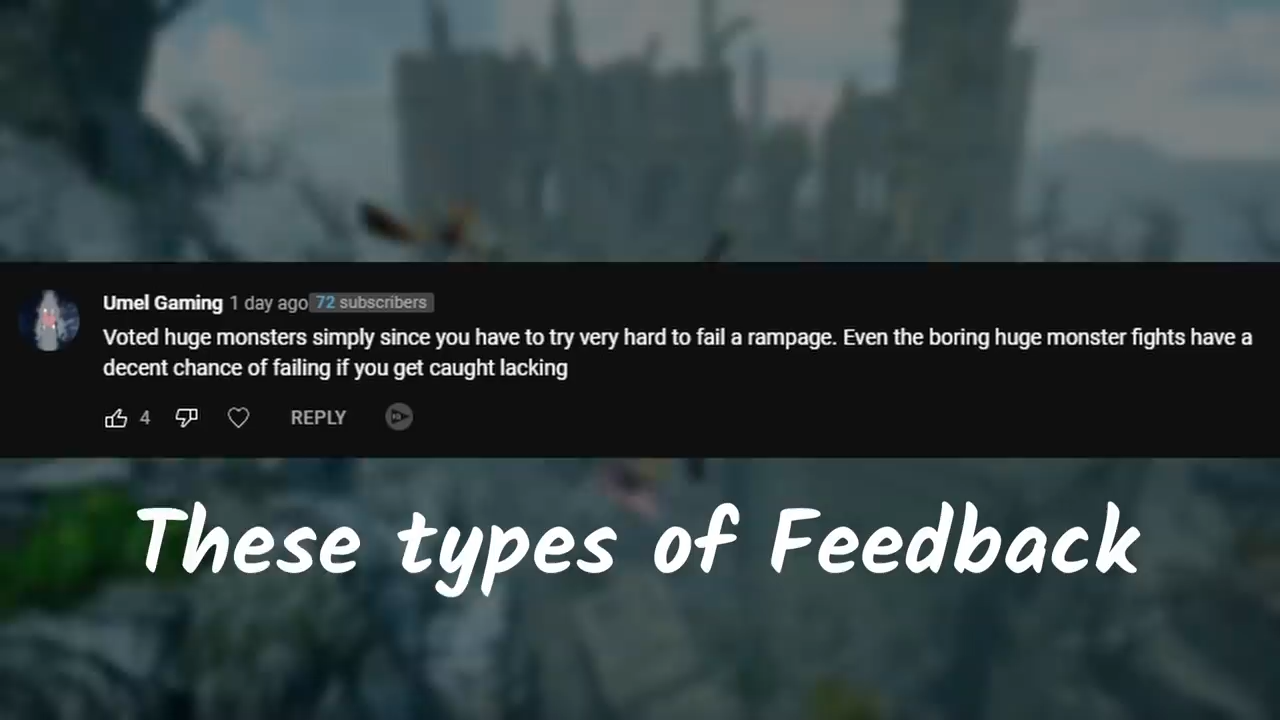 Umel Gaming 1 day ago 72 subscribers
Voted huge monsters simply since you have to try very hard to fail a rampage. Even the boring huge monster fights have a
decent chance of failing if you get caught lacking
4 REPLY
These types of Feedback